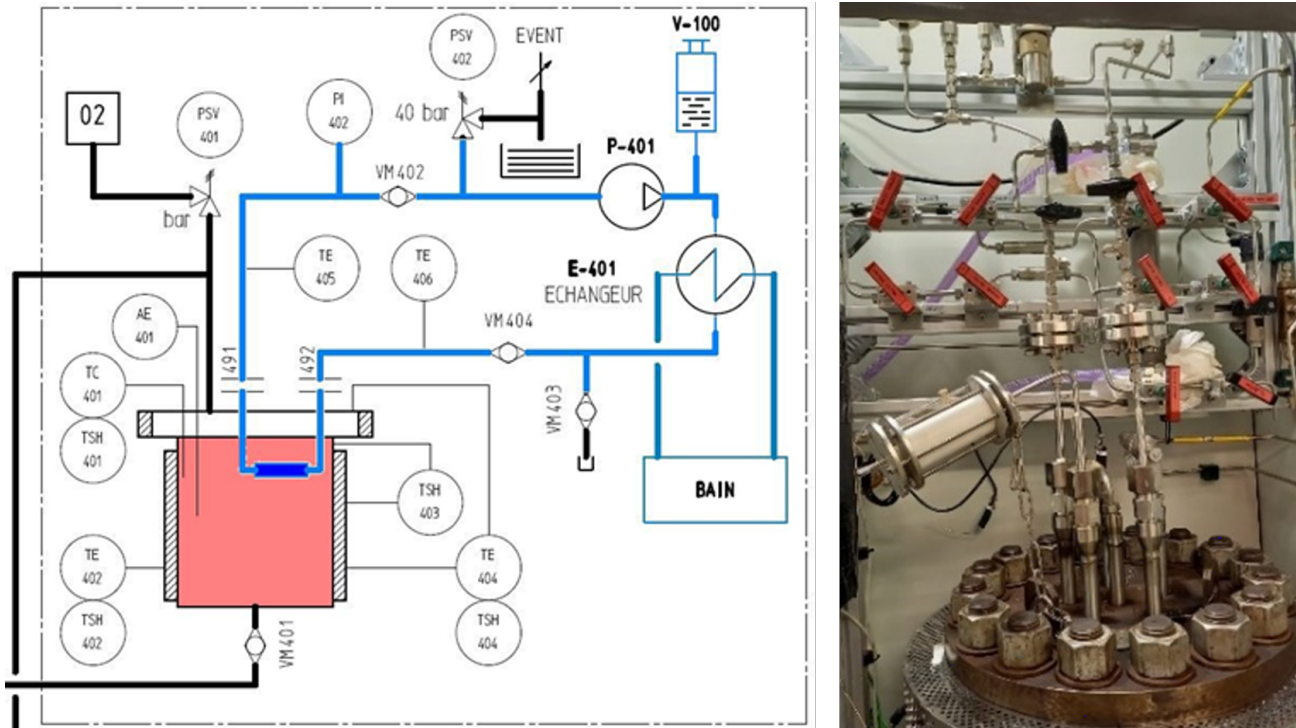 V-100
PSV
402
EVENT
02
PSV
401
PI
402
40 bar
P-401
VM402
bar
TE
405
TE
406
E-401
ECHANGEUR
AE
401
VM404
491
492
TC
401
TSH
401
VM403
BAIN
TSH
403
TE
402
TSH
402
TE
404
TSH
404
VM401